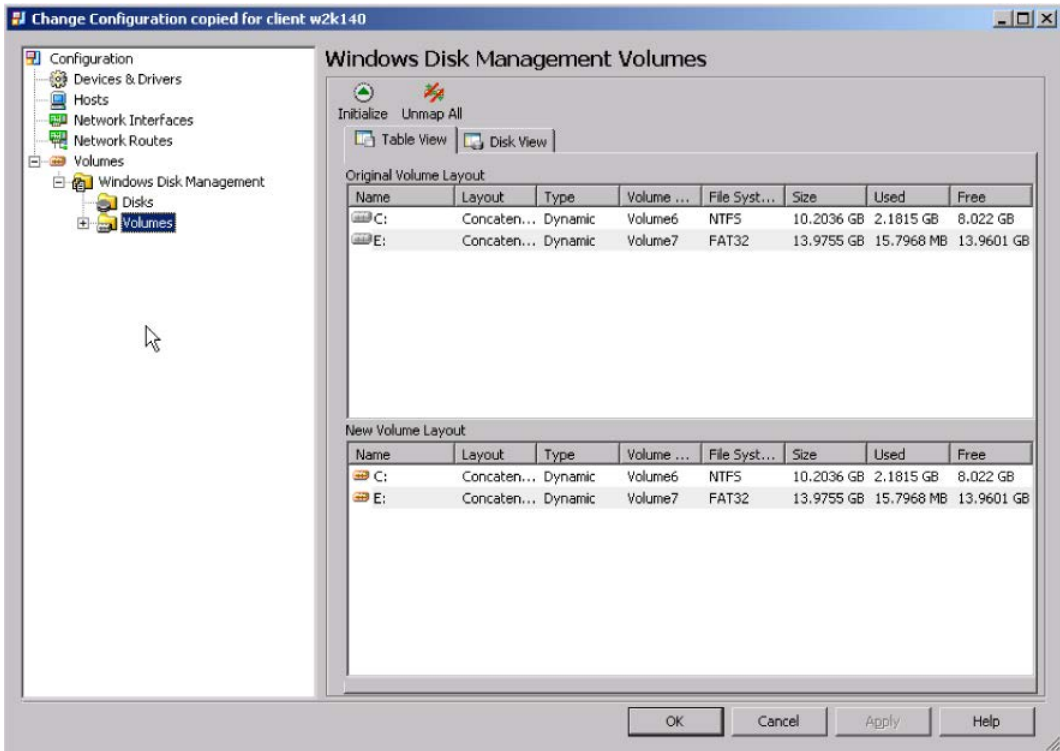 Change Configuration copied for client w2k140
Configuration
Devices & Drivers
Hosts
Network Interfaces
Network Routes
Volumes
Windows Disk Management
Disks
Volumes
Windows Disk Management Volumes
Initialize Unmap All
Table View Disk View
Original Volume Layout
Name Layout Type Volume ... File Syst... Size Used Free
C: Concaten... Dynamic Volume6 NTFS 10.2036 GB 2.1815 GB 8.022 GB
E: Concaten... Dynamic Volume7 FAT32 13.9755 GB 15.7968 MB 13.9601 GB
New Volume Layout
Name Layout Type Volume ... File Syst... Size Used Free
C: Concaten... Dynamic Volume6 NTFS 10.2036 GB 2.1815 GB 8.022 GB
E: Concaten... Dynamic Volume7 FAT32 13.9755 GB 15.7968 MB 13.9601 GB
OK Cancel Apply Help